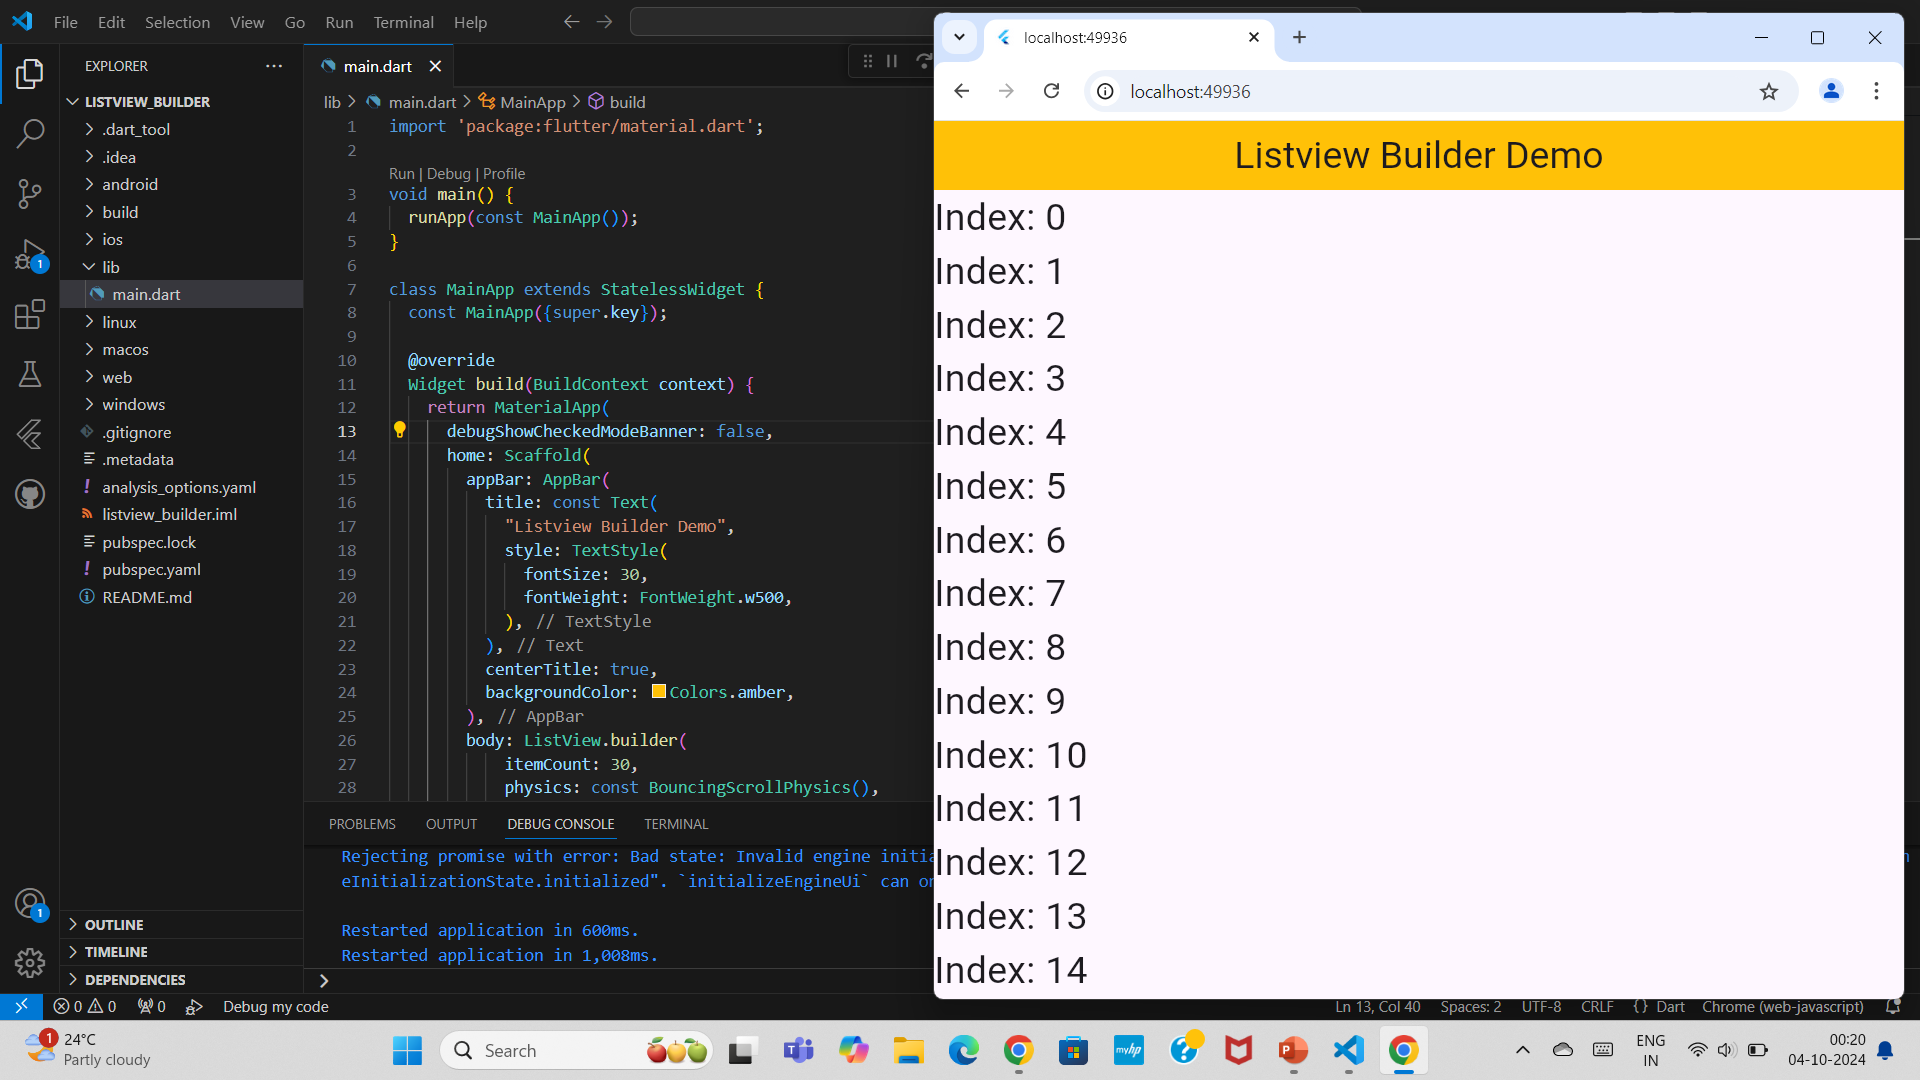 File Edit Selection View Go Run Terminal Help
EXPLORER
LISTVIEW_BUILDER
.dart_tool
.idea
android
build
ios
lib
main.dart
linux
macos
web
windows
.gitignore
.metadata
analysis_options.yaml
listview_builder.iml
pubspec.lock
pubspec.yaml
README.md
OUTLINE
TIMELINE
DEPENDENCIES
main.dart
lib > main.dart > MainApp > build
1 import 'package:flutter/material.dart';
2
Run | Debug | Profile
3 void main() {
4 runApp(const MainApp());
5 }
6
7 class MainApp extends StatelessWidget {
8 const MainApp({super.key});
9
10 @override
11 Widget build(BuildContext context) {
12 return MaterialApp(
13 debugShowCheckedModeBanner: false,
14 home: Scaffold(
15 appBar: AppBar(
16 title: const Text(
17 "Listview Builder Demo",
18 style: TextStyle(
19 fontSize: 30,
20 fontWeight: FontWeight.w500,
21 ), // TextStyle
22 ), // Text
23 centerTitle: true,
24 backgroundColor: Colors.amber,
25 ), // AppBar
26 body: ListView.builder(
27 itemCount: 30,
28 physics: const BouncingScrollPhysics(),
PROBLEMS OUTPUT DEBUG CONSOLE TERMINAL
Rejecting promise with error: Bad state: Invalid engine
eInitializationState.initialized". `initializeEngineUi` can
Restarted application in 600ms.
Restarted application in 1,008ms.
localhost:49936
localhost:49936
Listview Builder Demo
Index: 0
Index: 1
Index: 2
Index: 3
Index: 4
Index: 5
Index: 6
Index: 7
Index: 8
Index: 9
Index: 10
Index: 11
Index: 12
Index: 13
Index: 14
0 0 0 Debug my code Ln 13, Col 40 Spaces: 2 UTF-8 CRLF {} Dart Chrome (web-javascript)
1
1
1
24°C
Partly cloudy
Search
myhp
ENG
IN
00:20
04-10-2024